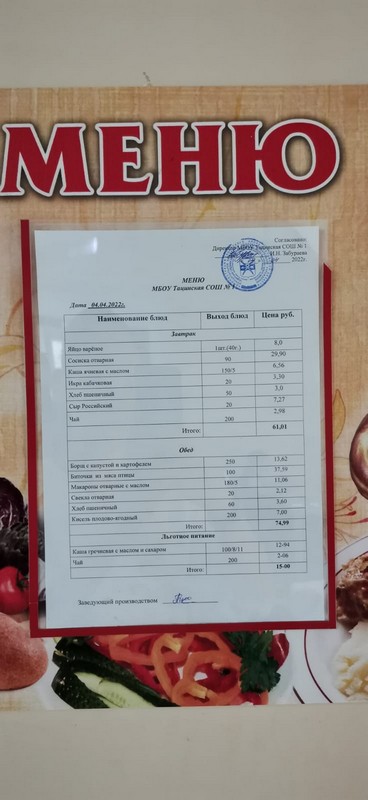 МЕНЮ
Согласовано
Директор МБОУ Тацинская СОШ № 1
И.Н. Забураева
2022г.
МЕНЮ
МБОУ Тацинская СОШ № 1
Дата 04.04.2022г.
Наименование блюд Выход блюд Цена руб.
Завтрак
Яйцо варёное 1шт.(40г.) 8,0
Сосиска отварная 90 29,90
Каша ячневая с маслом 150/5 6,56
Икра кабачковая 20 3,30
Хлеб пшеничный 50 3,0
Сыр Российский 20 7,27
Чай 200 2,98
Итого: 61,01
Обед
Борщ с капустой и картофелем 250 13,62
Биточки из мяса птицы 100 37,59
Макароны отварные с маслом 180/5 11,06
Свекла отварная 20 2,12
Хлеб пшеничный 60 3,60
Кисель плодово-ягодный 200 7,00
Итого: 74,99
Льготное питание
Каша гречневая с маслом и сахаром 100/8/11 12-94
Чай 200 2-06
Итого: 15-00
Заведующий производством